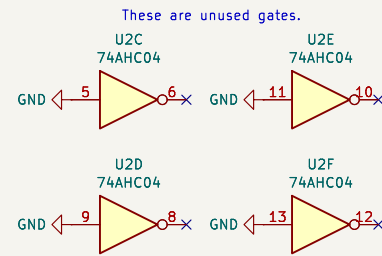 These are unused gates.
U2C
74AHC04
GND
5
6
U2E
74AHC04
GND
11
10
U2D
74AHC04
GND
9
8
U2F
74AHC04
GND
13
12